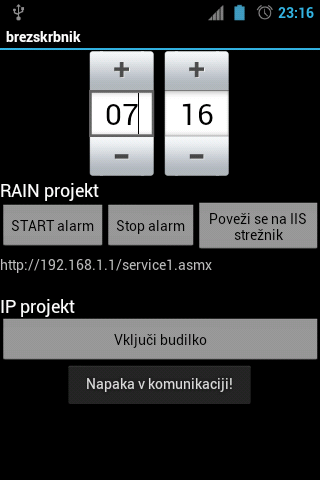 23:16
brezskrbnik
+ +
07 16
- -
RAIN projekt
START alarm Stop alarm Poveži se na IIS
strežnik
http://192.168.1.1/service1.asmx
IP projekt
Vključi budilko
Napaka v komunikaciji!